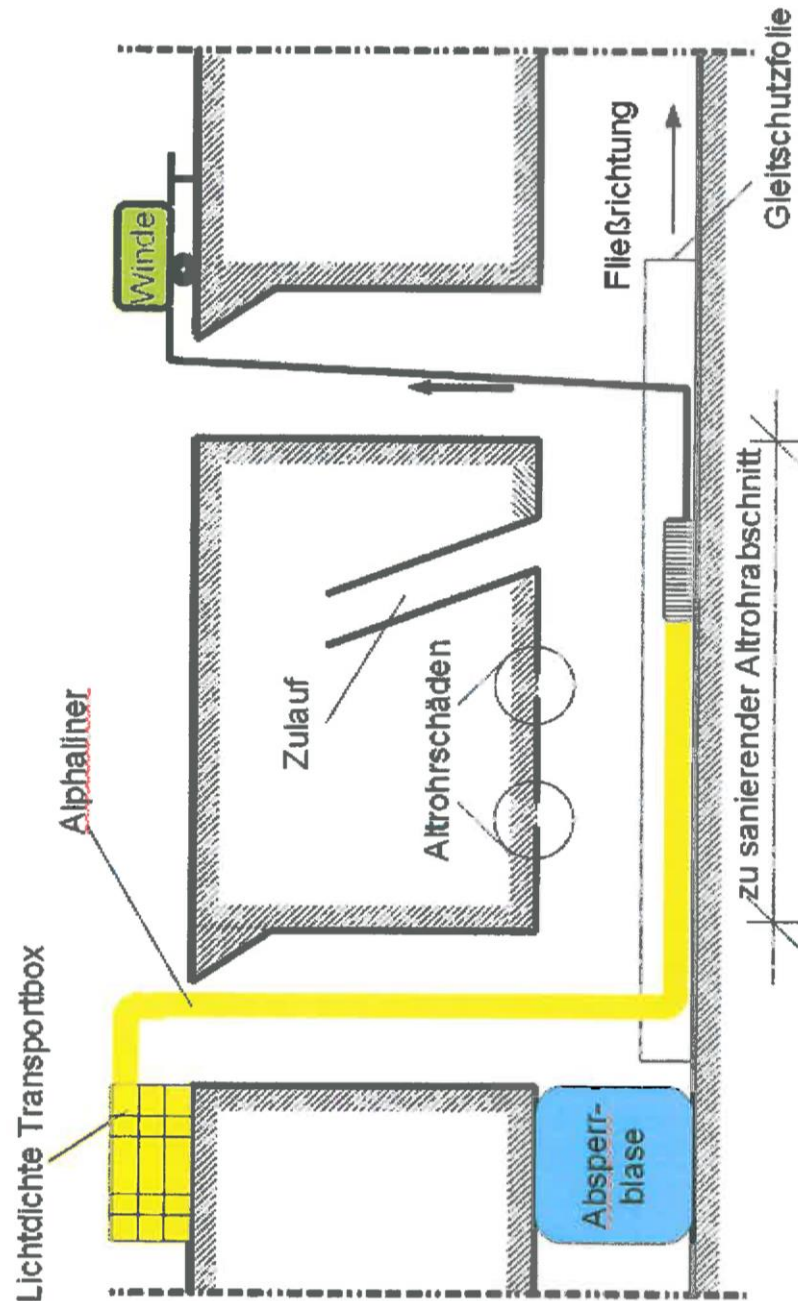 Lichtdichte Transportbox
Alphaliner
Winde
Zulauf
Altrohrschäden
Absperr-
blase
Fließrichtung
zu sanierender Altrohrabschnitt
Gleitschutzfolie